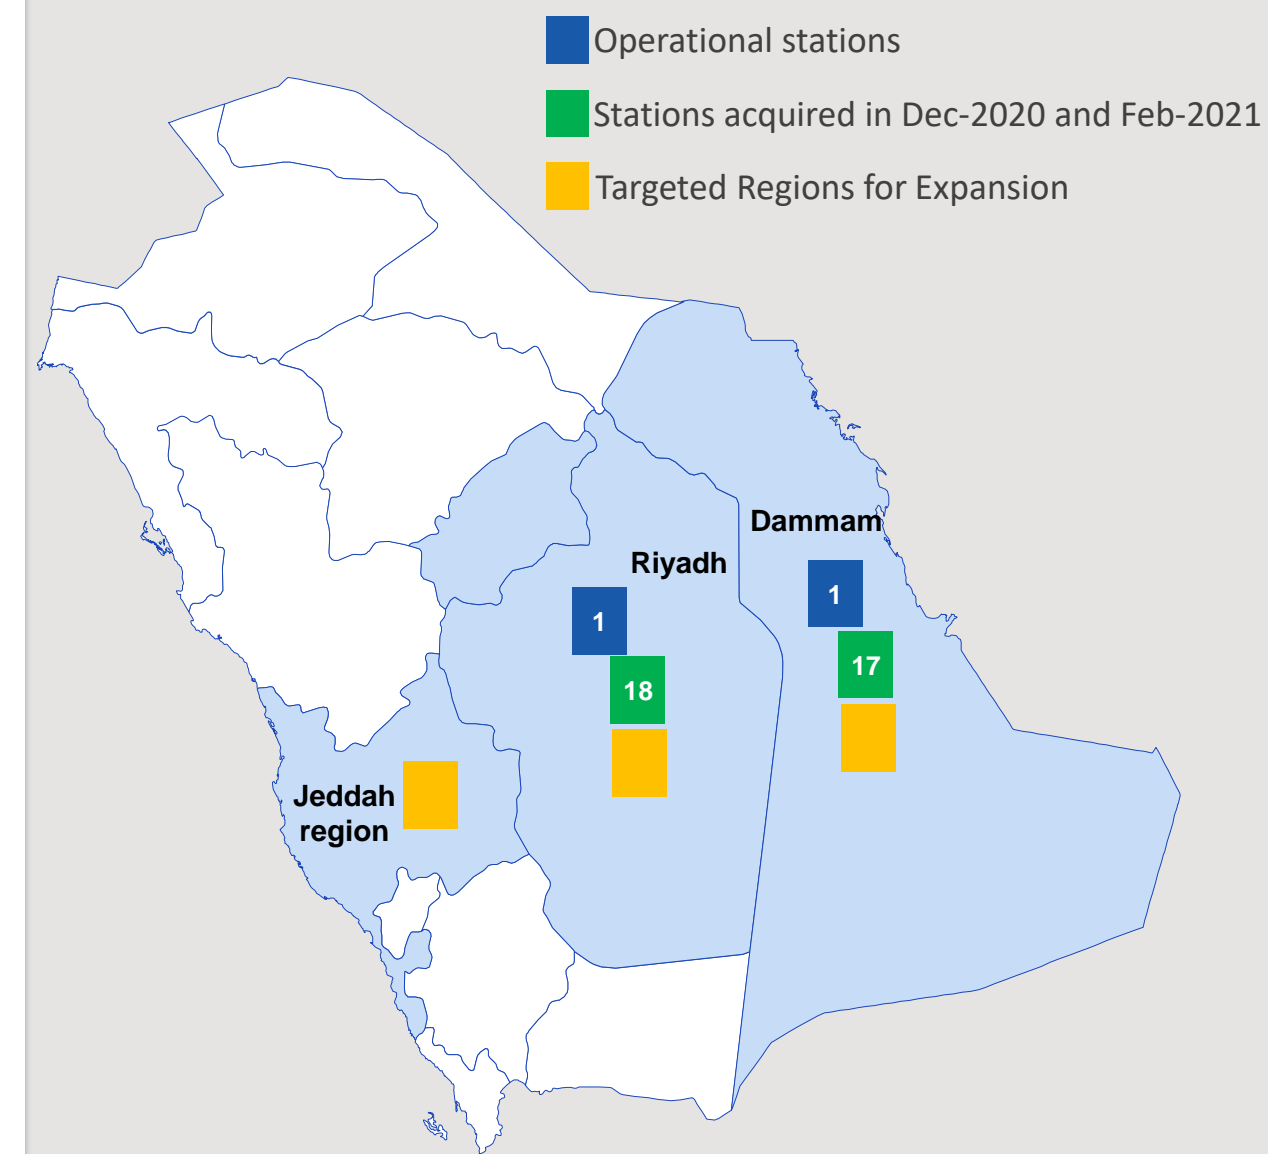 Operational stations
Stations acquired in Dec-2020 and Feb-2021
Targeted Regions for Expansion
Dammam
1
17
Riyadh
1
18
Jeddah
region